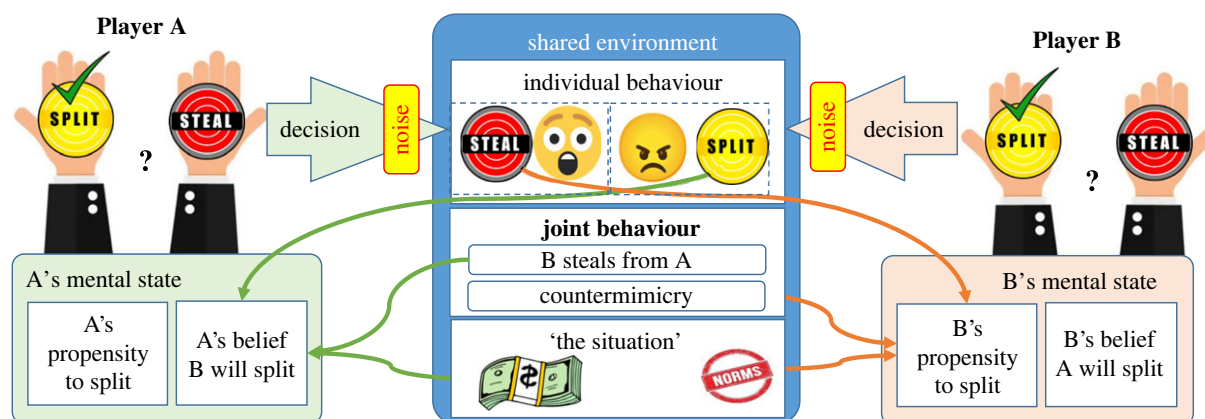 Player A
SPLIT
STEAL
?
decision
noise
shared environment
individual behaviour
STEAL
SPLIT
joint behaviour
B steals from A
countermimicry
‘the situation’
$
NORMS
noise
decision
Player B
SPLIT
STEAL
?
A’s mental state
A’s
propensity
to split
A’s belief
B will split
B’s mental state
B’s
propensity
to split
B’s belief
A will split